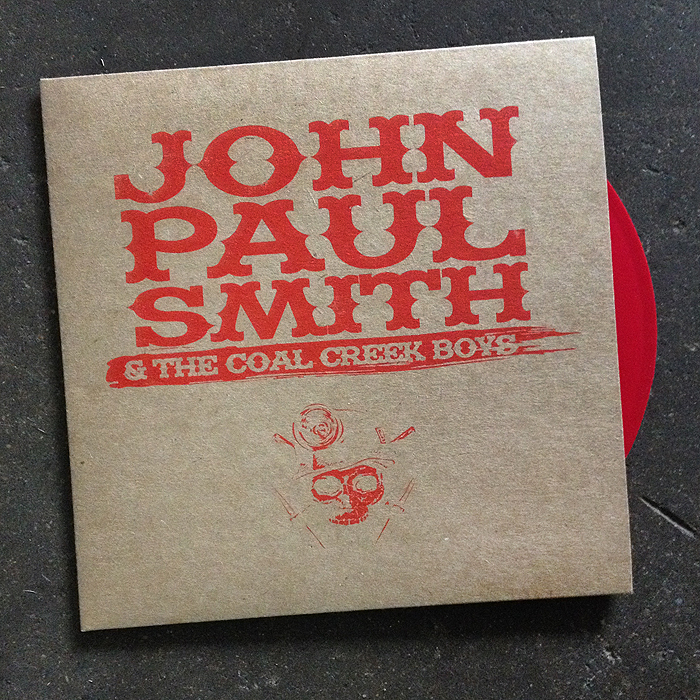 JOHN
PAUL
SMITH
& THE COAL CREEK BOYS